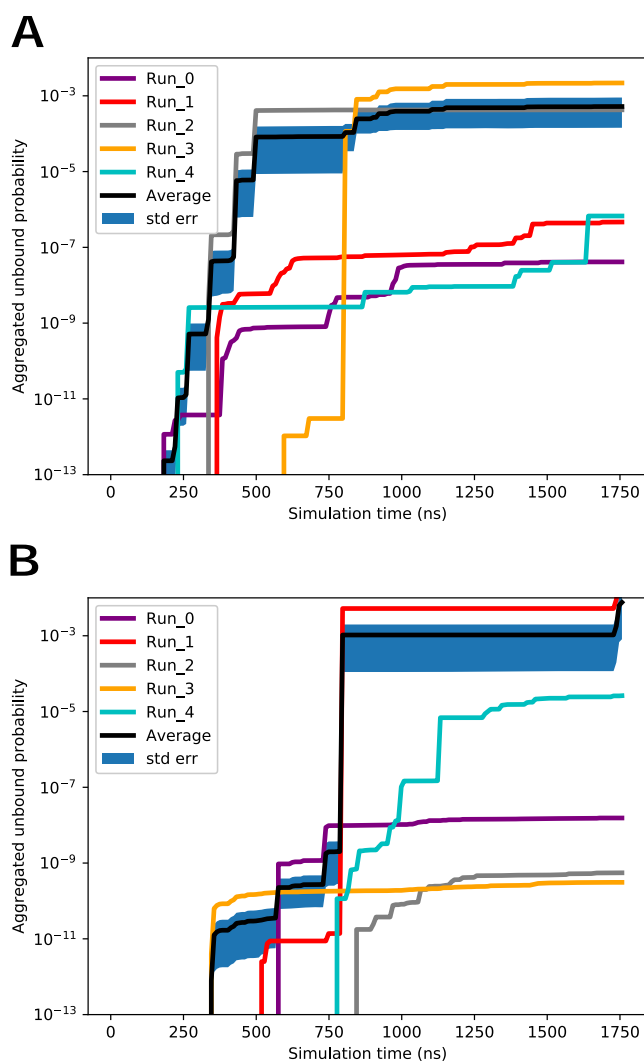 A
Aggregated unbound probability
10⁻³
10⁻⁵
10⁻⁷
10⁻⁹
10⁻¹¹
10⁻¹³
Run_0
Run_1
Run_2
Run_3
Run_4
Average
std err
0 250 500 750 1000 1250 1500 1750
Simulation time (ns)
B
Aggregated unbound probability
10⁻³
10⁻⁵
10⁻⁷
10⁻⁹
10⁻¹¹
10⁻¹³
Run_0
Run_1
Run_2
Run_3
Run_4
Average
std err
0 250 500 750 1000 1250 1500 1750
Simulation time (ns)